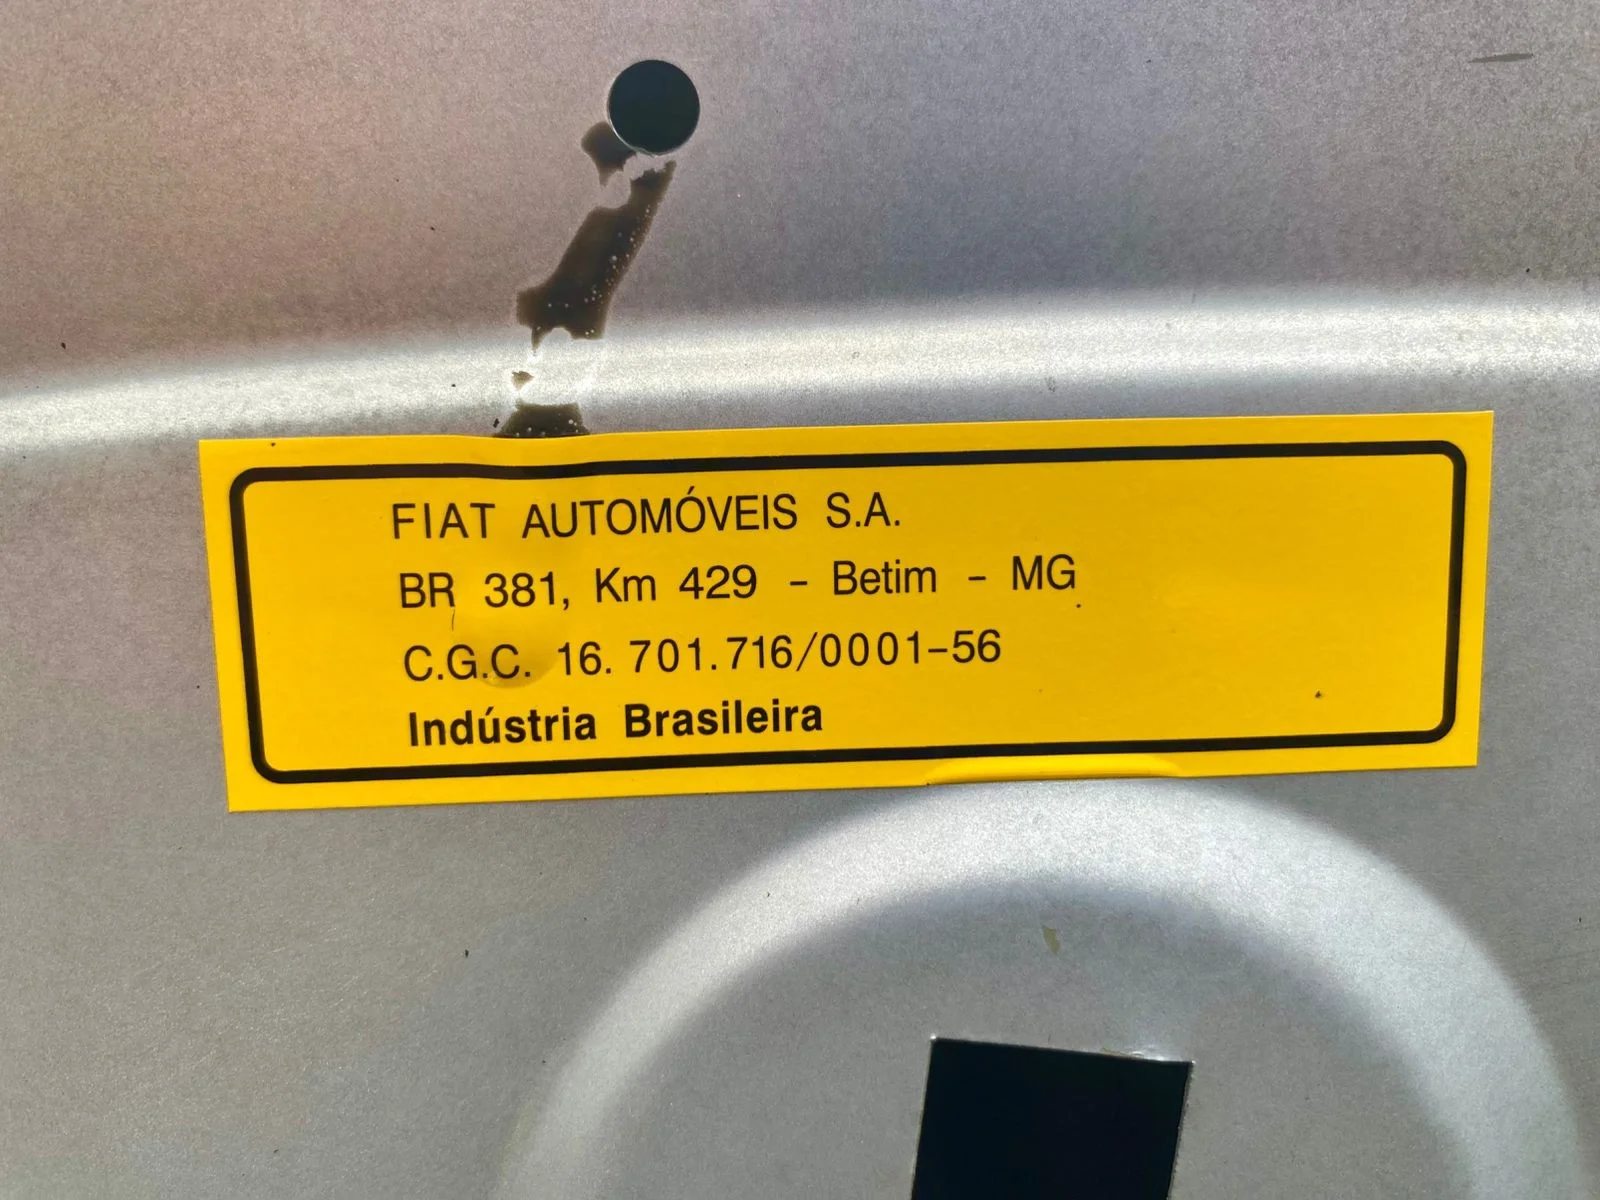 FIAT AUTOMÓVEIS S.A.
BR 381, Km 429 - Betim - MG
C.G.C. 16.701.716/0001-56
Indústria Brasileira